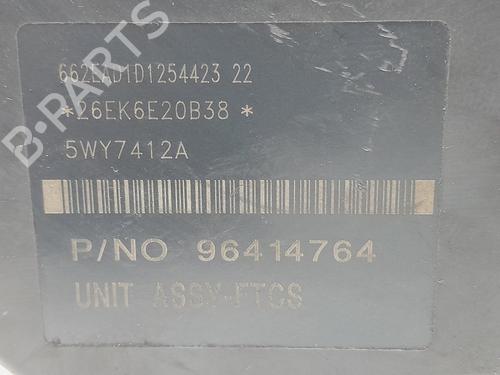 B-PARTS
662EAD1D1254423 22
*26EK6E20B38 *
5WY7412A
P/NO 96414764
UNIT ASSY-FTCS